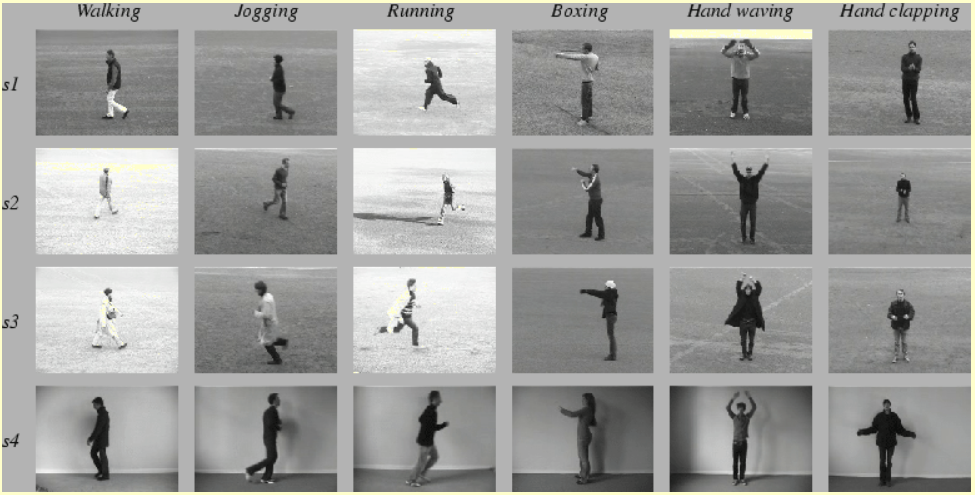 Walking Jogging Running Boxing Hand waving Hand clapping
s1
s2
s3
s4